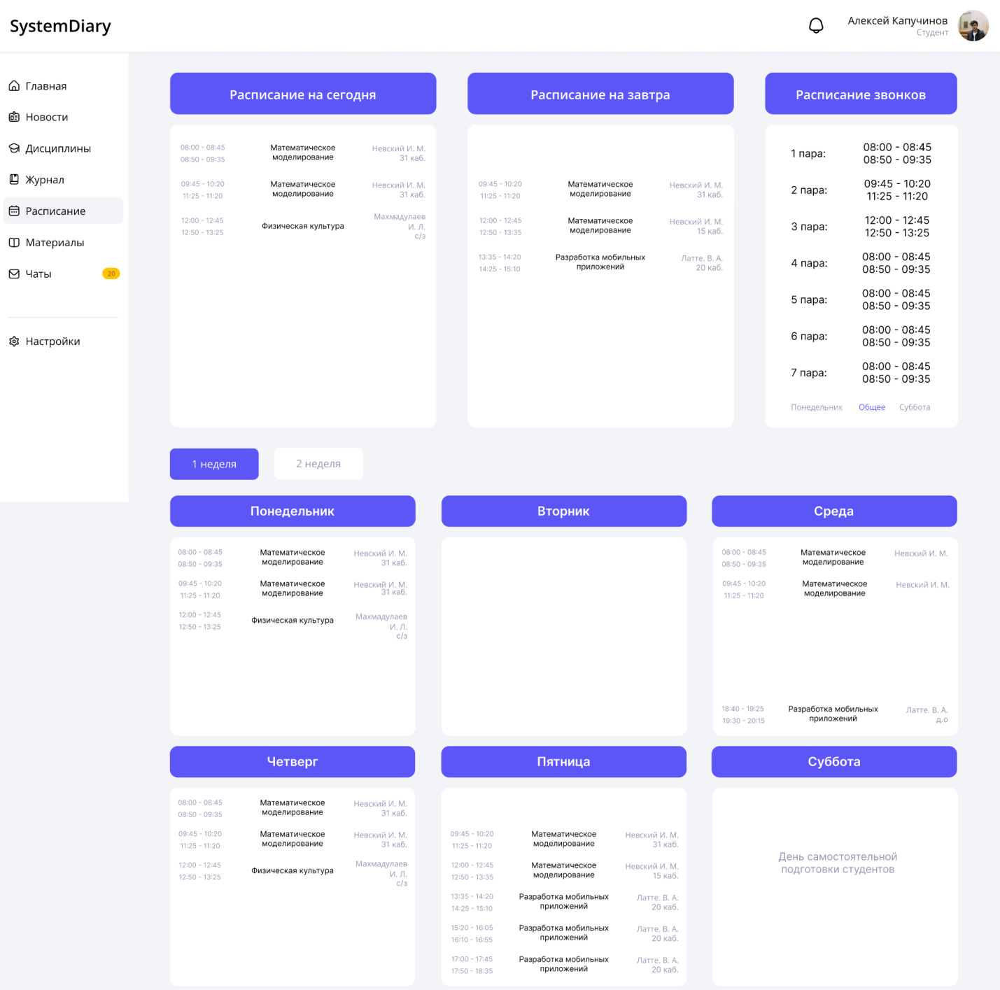 SystemDiary
Алексей Капучинов
Студент
Главная
Новости
Дисциплины
Журнал
Расписание
Материалы
Чаты
20
Настройки
Расписание на сегодня
08:00 - 08:45
08:50 - 09:35
Математическое
моделирование
Невский И. М.
31 каб.
09:45 - 10:20
11:25 - 11:20
Математическое
моделирование
Невский И. М.
31 каб.
12:00 - 12:45
12:50 - 13:25
Физическая культура
Махмадулаев
И. Л.
с/з
Расписание на завтра
09:45 - 10:20
11:25 - 11:20
Математическое
моделирование
Невский И. М.
31 каб.
12:00 - 12:45
12:50 - 13:35
Математическое
моделирование
Невский И. М.
15 каб.
13:35 - 14:20
14:25 - 15:10
Разработка мобильных
приложений
Латте. В. А.
20 каб.
Расписание звонков
1 пара:
08:00 - 08:45
08:50 - 09:35
2 пара:
09:45 - 10:20
11:25 - 11:20
3 пара:
12:00 - 12:45
12:50 - 13:25
4 пара:
08:00 - 08:45
08:50 - 09:35
5 пара:
08:00 - 08:45
08:50 - 09:35
6 пара:
08:00 - 08:45
08:50 - 09:35
7 пара:
08:00 - 08:45
08:50 - 09:35
Понедельник Общее Суббота
1 неделя
2 неделя
Понедельник
08:00 - 08:45
08:50 - 09:35
Математическое
моделирование
Невский И. М.
31 каб.
09:45 - 10:20
11:25 - 11:20
Математическое
моделирование
Невский И. М.
31 каб.
12:00 - 12:45
12:50 - 13:25
Физическая культура
Махмадулаев
И. Л.
с/з
Вторник
Среда
08:00 - 08:45
08:50 - 09:35
Математическое
моделирование
Невский И. М.
09:45 - 10:20
11:25 - 11:20
Математическое
моделирование
Невский И. М.
18:40 - 19:25
19:30 - 20:15
Разработка мобильных
приложений
Латте. В. А.
д.о
Четверг
08:00 - 08:45
08:50 - 09:35
Математическое
моделирование
Невский И. М.
31 каб.
09:45 - 10:20
11:25 - 11:20
Математическое
моделирование
Невский И. М.
31 каб.
12:00 - 12:45
12:50 - 13:25
Физическая культура
Махмадулаев
И. Л.
с/з
Пятница
09:45 - 10:20
11:25 - 11:20
Математическое
моделирование
Невский И. М.
31 каб.
12:00 - 12:45
12:50 - 13:35
Математическое
моделирование
Невский И. М.
15 каб.
13:35 - 14:20
14:25 - 15:10
Разработка мобильных
приложений
Латте. В. А.
20 каб.
15:20 - 16:05
16:10 - 16:55
Разработка мобильных
приложений
Латте. В. А.
20 каб.
17:00 - 17:45
17:50 - 18:35
Разработка мобильных
приложений
Латте. В. А.
20 каб.
Суббота
День самостоятельной
подготовки студентов